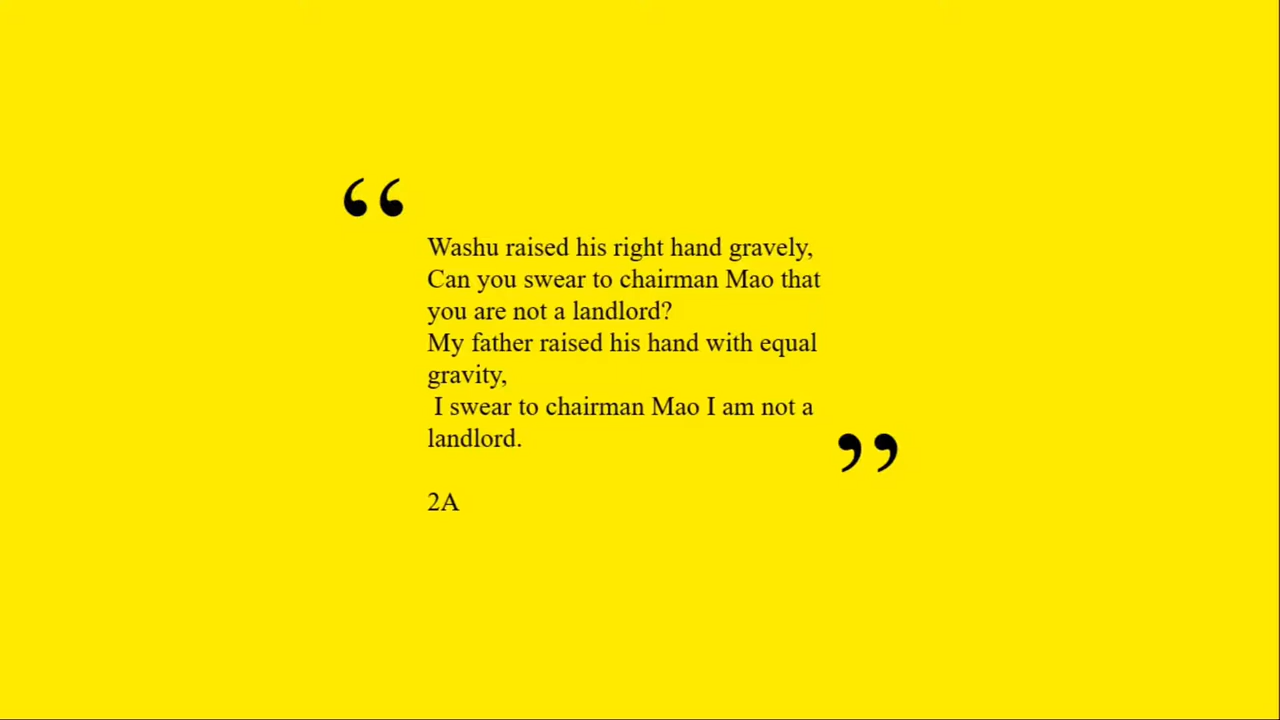 “
Washu raised his right hand gravely,
Can you swear to chairman Mao that
you are not a landlord?
My father raised his hand with equal
gravity,
I swear to chairman Mao I am not a
landlord.
”
2A